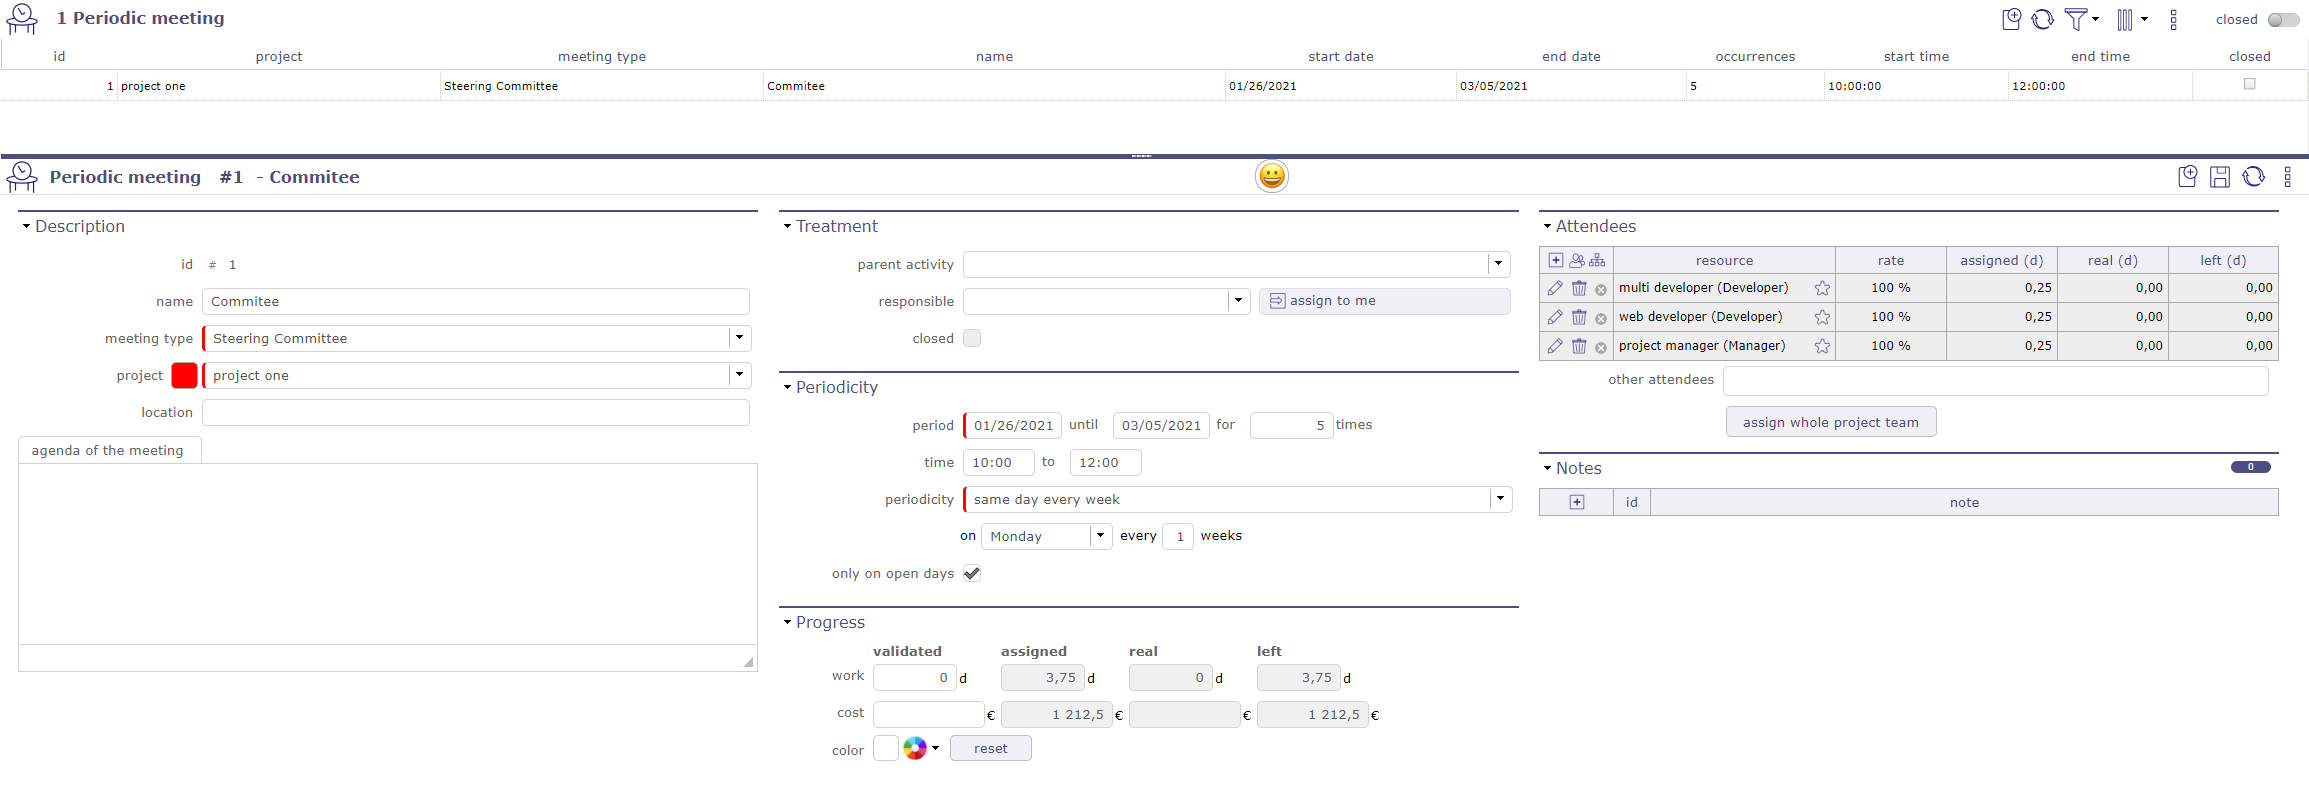 1 Periodic meeting closed
id project meeting type name start date end date occurrences start time end time closed
1 project one Steering Committee Commitee 01/26/2021 03/05/2021 5 10:00:00 12:00:00
Periodic meeting #1 - Commitee
Description
id # 1
name Commitee
meeting type Steering Committee
project project one
location
agenda of the meeting
Treatment
parent activity
responsible assign to me
closed
Periodicity
period 01/26/2021 until 03/05/2021 for 5 times
time 10:00 to 12:00
periodicity same day every week
on Monday every 1 weeks
only on open days
Progress
validated assigned real left
work 0 d 3,75 d 0 d 3,75 d
cost € 1 212,5 € € 1 212,5 €
color reset
Attendees
resource rate assigned (d) real (d) left (d)
multi developer (Developer) 100 % 0,25 0,00 0,00
web developer (Developer) 100 % 0,25 0,00 0,00
project manager (Manager) 100 % 0,25 0,00 0,00
other attendees
assign whole project team
Notes 0
id note